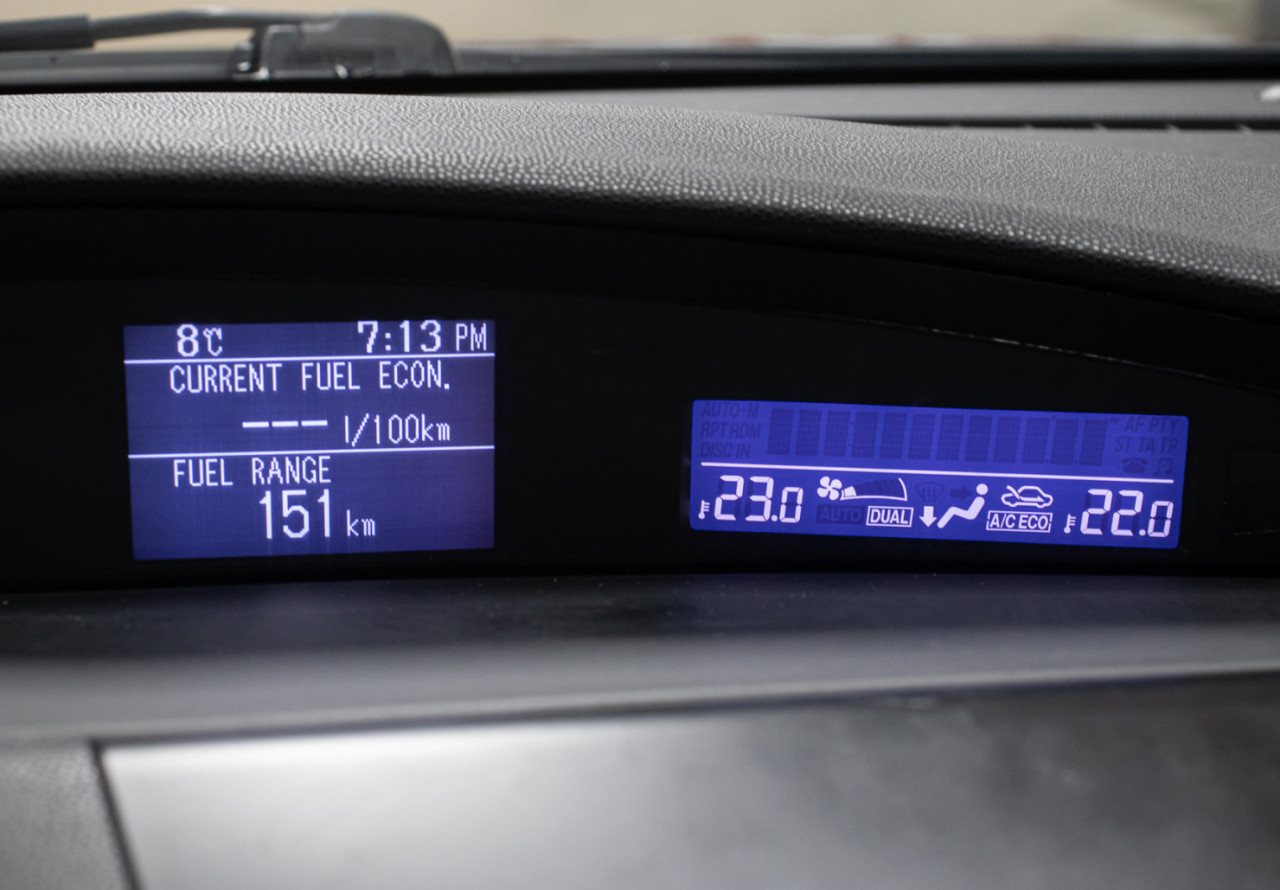 8℃ 7:13 PM
CURRENT FUEL ECON.
--- l/100km
FUEL RANGE
151 km
AUTO-M AF PTY
RPT RDM ST TA TP
DISC IN
23.0 AUTO DUAL A/C ECO 22.0